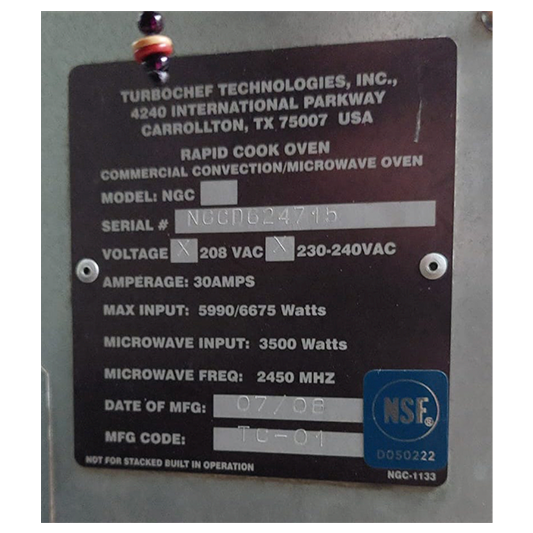 TURBOCHEF TECHNOLOGIES, INC.,
4240 INTERNATIONAL PARKWAY
CARROLLTON, TX 75007 USA
RAPID COOK OVEN
COMMERCIAL CONVECTION/MICROWAVE OVEN
MODEL: NGC
SERIAL # NGCD624715
VOLTAGE X 208 VAC X 230-240VAC
AMPERAGE: 30AMPS
MAX INPUT: 5990/6675 Watts
MICROWAVE INPUT: 3500 Watts
MICROWAVE FREQ: 2450 MHZ
DATE OF MFG: 07/08
MFG CODE: TC-04
NSF®
DOSO222
NOT FOR STACKED BUILT IN OPERATION
NGC-1133